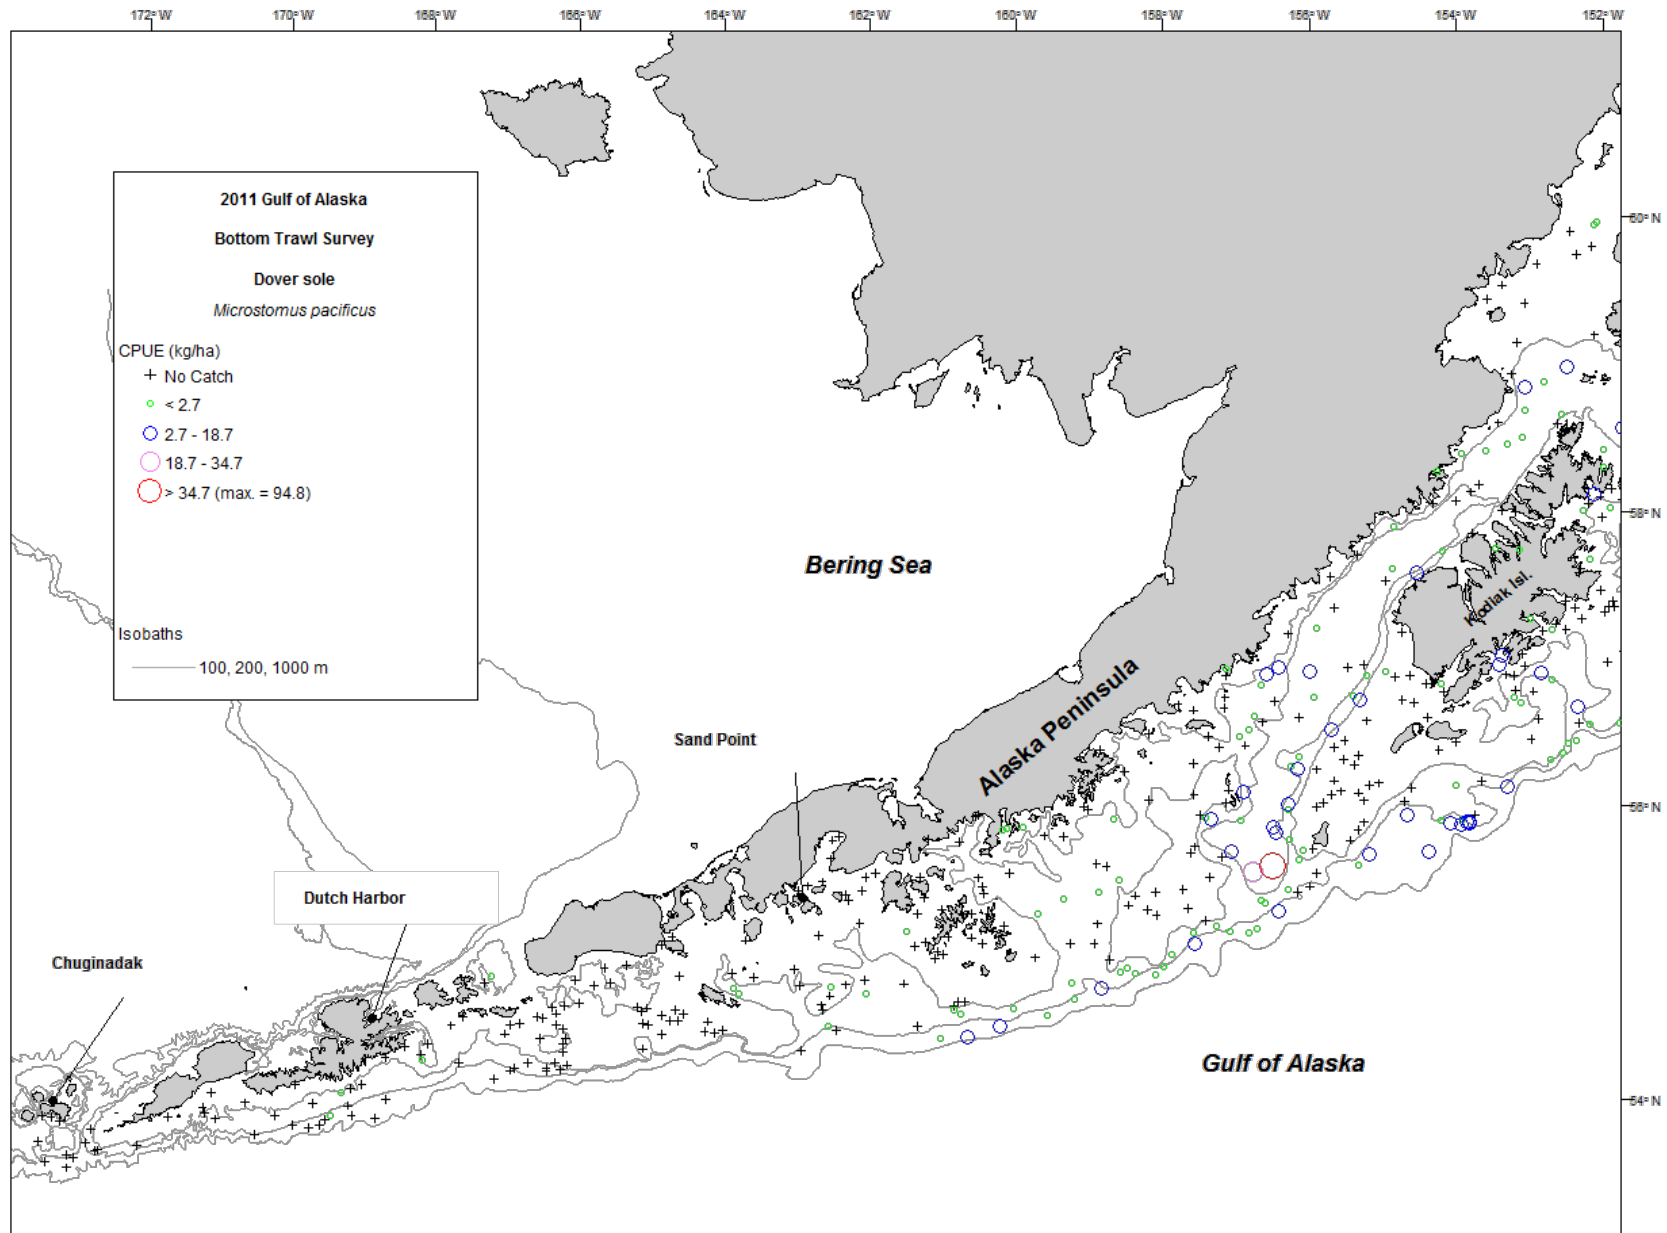 172° W 170° W 168° W 166° W 164° W 162° W 160° W 158° W 156° W 154° W 152° W
2011 Gulf of Alaska
Bottom Trawl Survey
Dover sole
Microstomus pacificus
CPUE (kg/ha)
+ No Catch
< 2.7
2.7 - 18.7
18.7 - 34.7
> 34.7 (max. = 94.8)
Isobaths
100, 200, 1000 m
60° N
58° N
Bering Sea
Kodiak Isl.
Alaska Peninsula
Sand Point
56° N
Dutch Harbor
Chuginadak
Gulf of Alaska
54° N